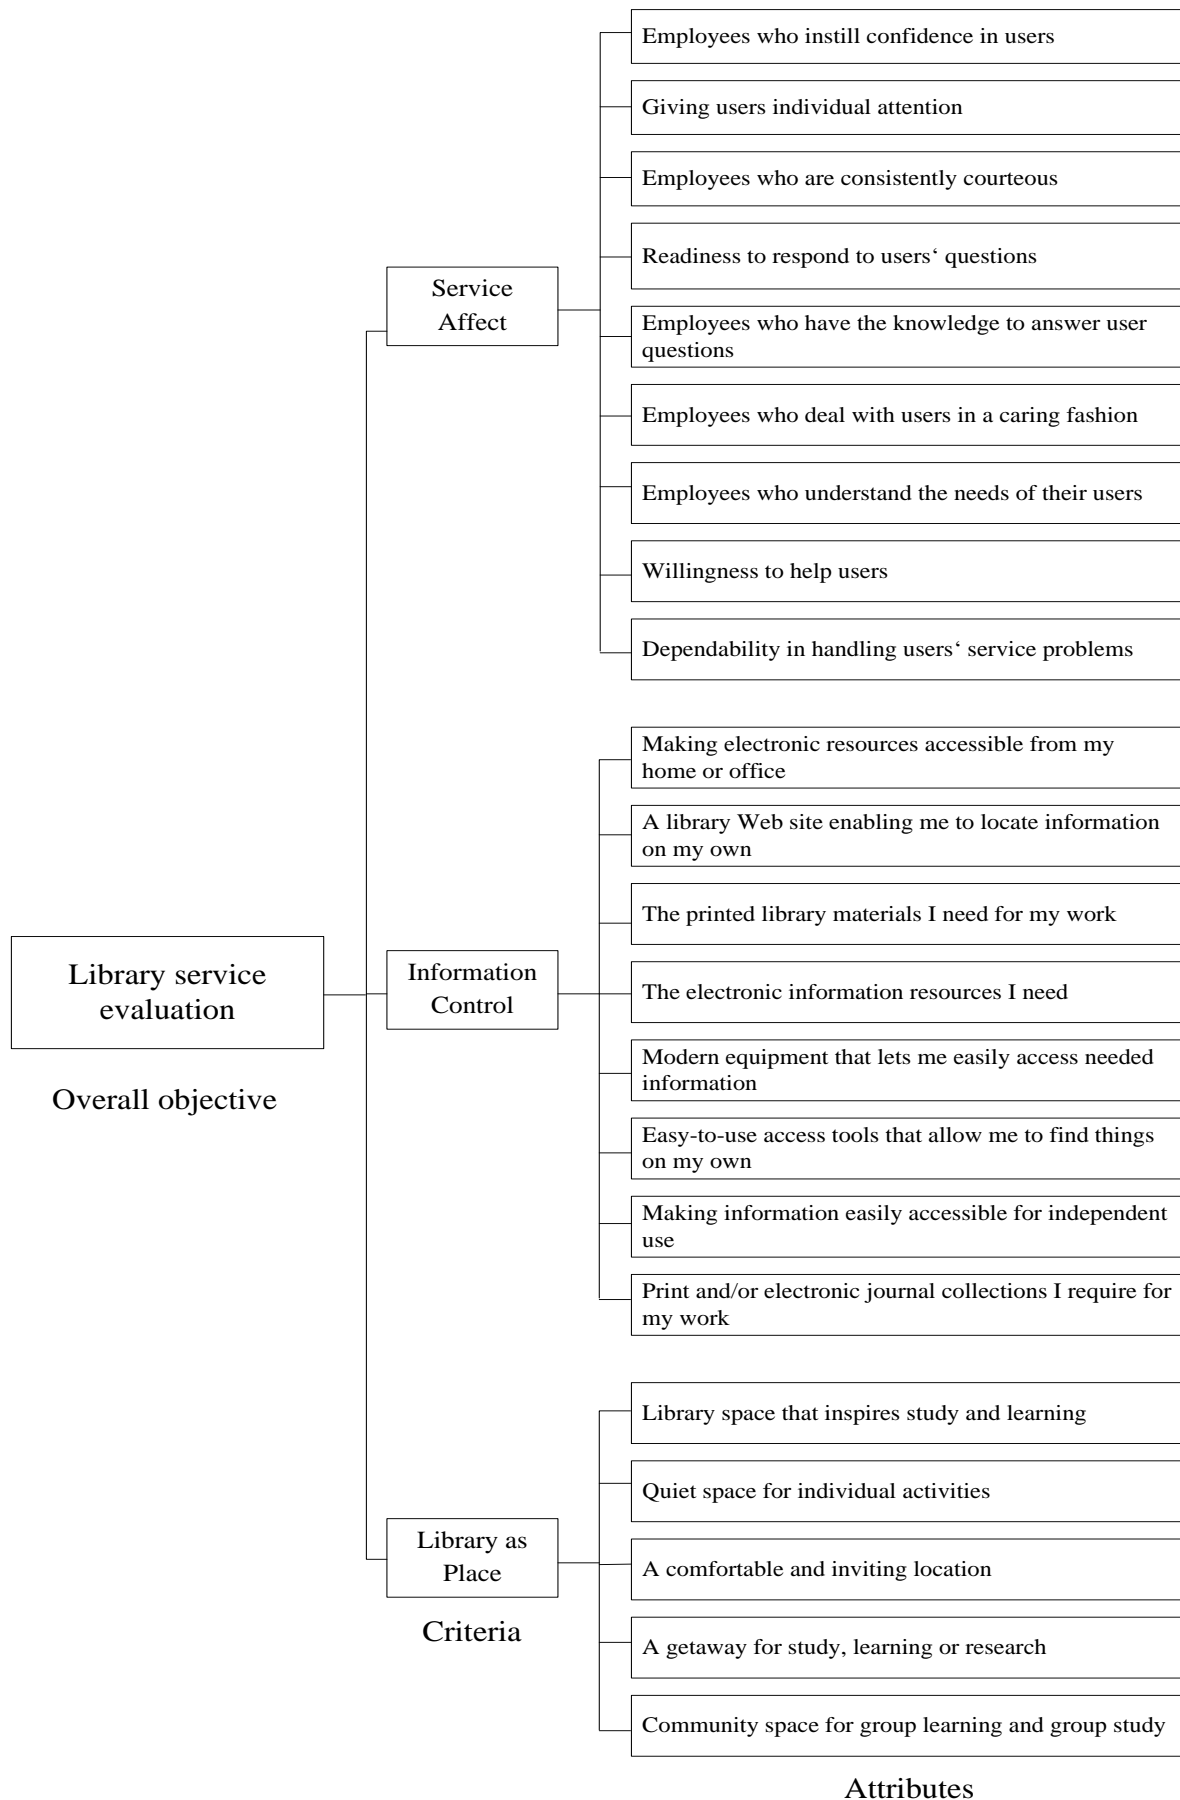 Employees who instill confidence in users
Giving users individual attention
Employees who are consistently courteous
Readiness to respond to users‘ questions
Service
Affect
Employees who have the knowledge to answer user
questions
Employees who deal with users in a caring fashion
Employees who understand the needs of their users
Willingness to help users
Dependability in handling users‘ service problems
Making electronic resources accessible from my
home or office
A library Web site enabling me to locate information
on my own
The printed library materials I need for my work
Library service
evaluation
Overall objective
Information
Control
The electronic information resources I need
Modern equipment that lets me easily access needed
information
Easy-to-use access tools that allow me to find things
on my own
Making information easily accessible for independent
use
Print and/or electronic journal collections I require for
my work
Library space that inspires study and learning
Quiet space for individual activities
Library as
Place
Criteria
A comfortable and inviting location
A getaway for study, learning or research
Community space for group learning and group study
Attributes